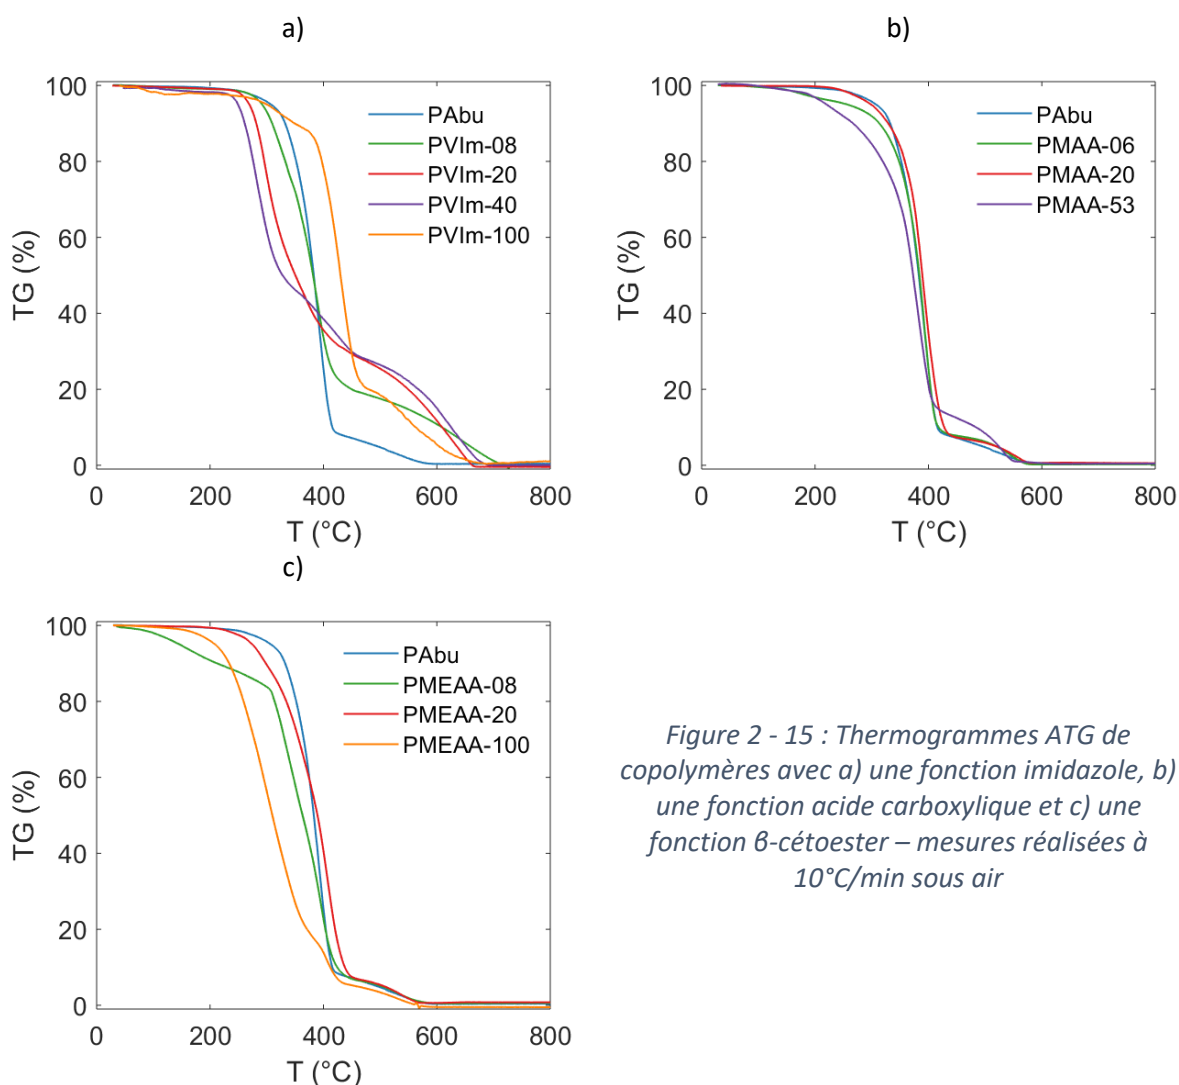 a)
100
80
60
40
20
0
TG (%)
0 200 400 600 800
T (°C)
PAbu
PVIm-08
PVIm-20
PVIm-40
PVIm-100
b)
100
80
60
40
20
0
TG (%)
0 200 400 600 800
T (°C)
PAbu
PMAA-06
PMAA-20
PMAA-53
c)
100
80
60
40
20
0
TG (%)
0 200 400 600 800
T (°C)
PAbu
PMEAA-08
PMEAA-20
PMEAA-100
Figure 2 - 15 : Thermogrammes ATG de
copolymères avec a) une fonction imidazole, b)
une fonction acide carboxylique et c) une
fonction β-cétoester – mesures réalisées à
10°C/min sous air